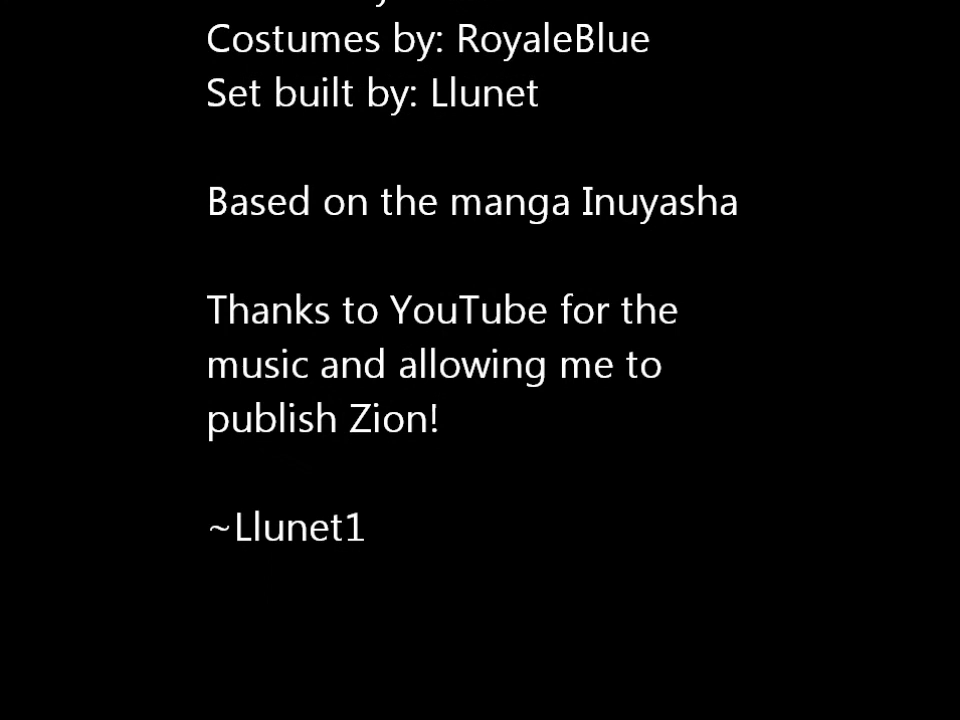 Costumes by: RoyaleBlue
Set built by: Llunet
Based on the manga Inuyasha
Thanks to YouTube for the
music and allowing me to
publish Zion!
~Llunet1